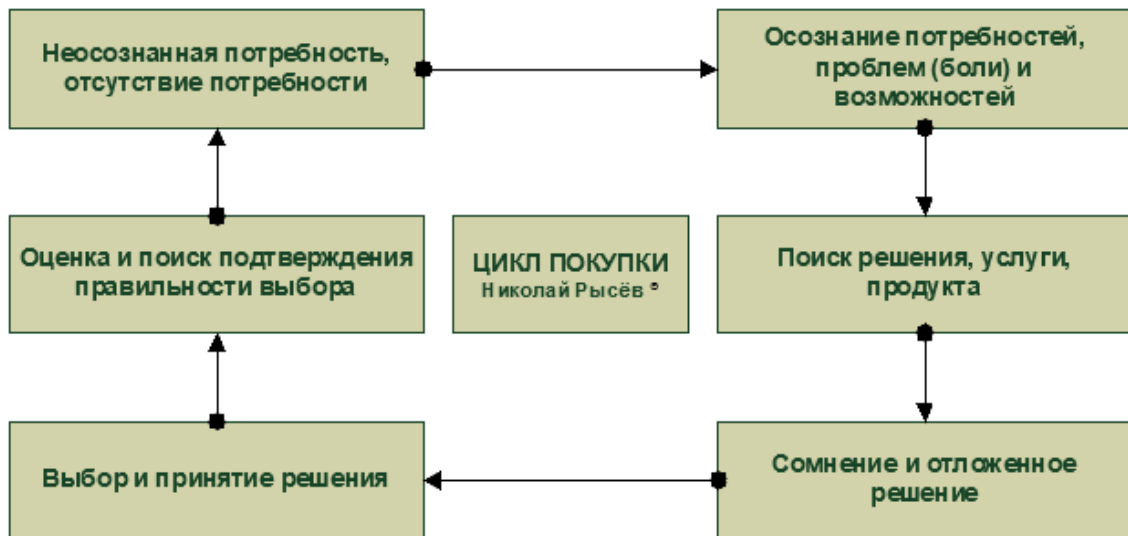 Неосознанная потребность,
отсутствие потребности
Осознание потребностей,
проблем (боли) и
возможностей
Оценка и поиск подтверждения
правильности выбора
ЦИКЛ ПОКУПКИ
Николай Рысёв ®
Поиск решения, услуги,
продукта
Выбор и принятие решения
Сомнение и отложенное
решение